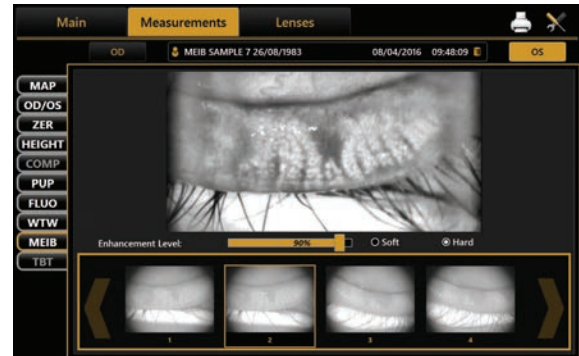 Main Measurements Lenses
OD MEIB SAMPLE 7 26/08/1983 08/04/2016 09:48:09 OS
MAP
OD/OS
ZER
HEIGHT
COMP
PUP
FLUO
WTW
MEIB
TBT
Enhancement Level: 90% Soft Hard
1 2 3 4